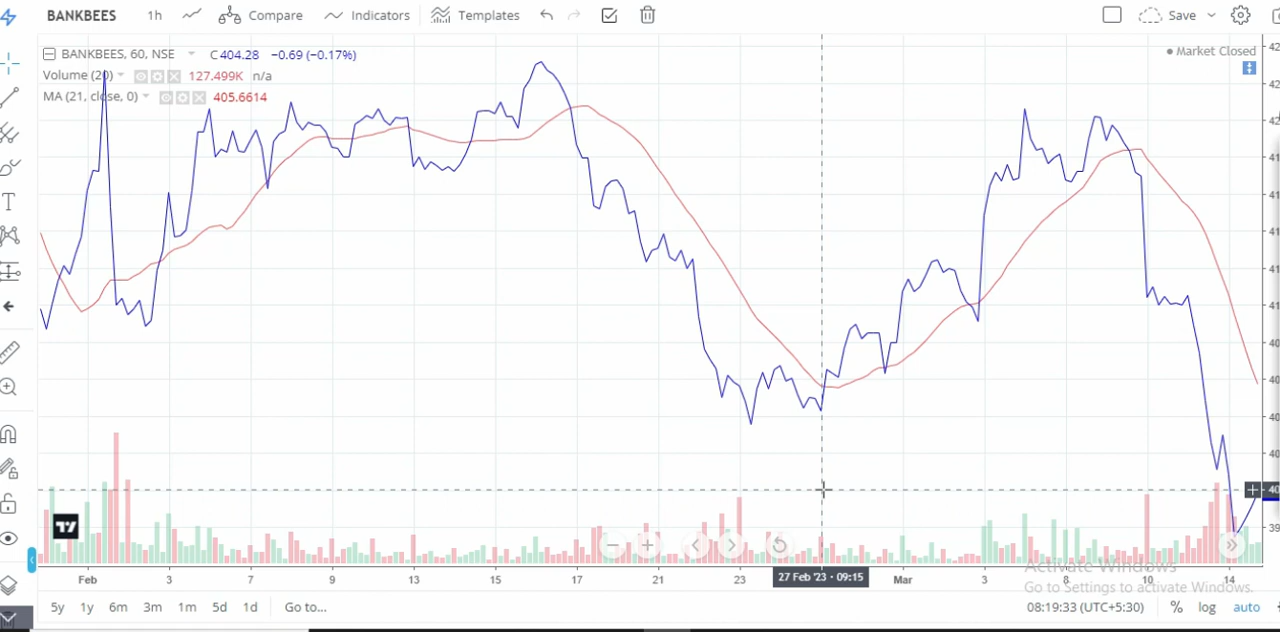 BANKBEES 1h Compare Indicators Templates Save
BANKBEES, 60, NSE C404.28 −0.69 (−0.17%) Market Closed
Volume (20) 127.499K n/a
MA (21, close, 0) 405.6614
Feb 3 7 9 13 15 17 21 23 27 Feb '23 · 09:15 Mar 3 8 10 14
Activate Windows
Go to Settings to activate Windows.
5y 1y 6m 3m 1m 5d 1d Go to... 08:19:33 (UTC+5:30) % log auto